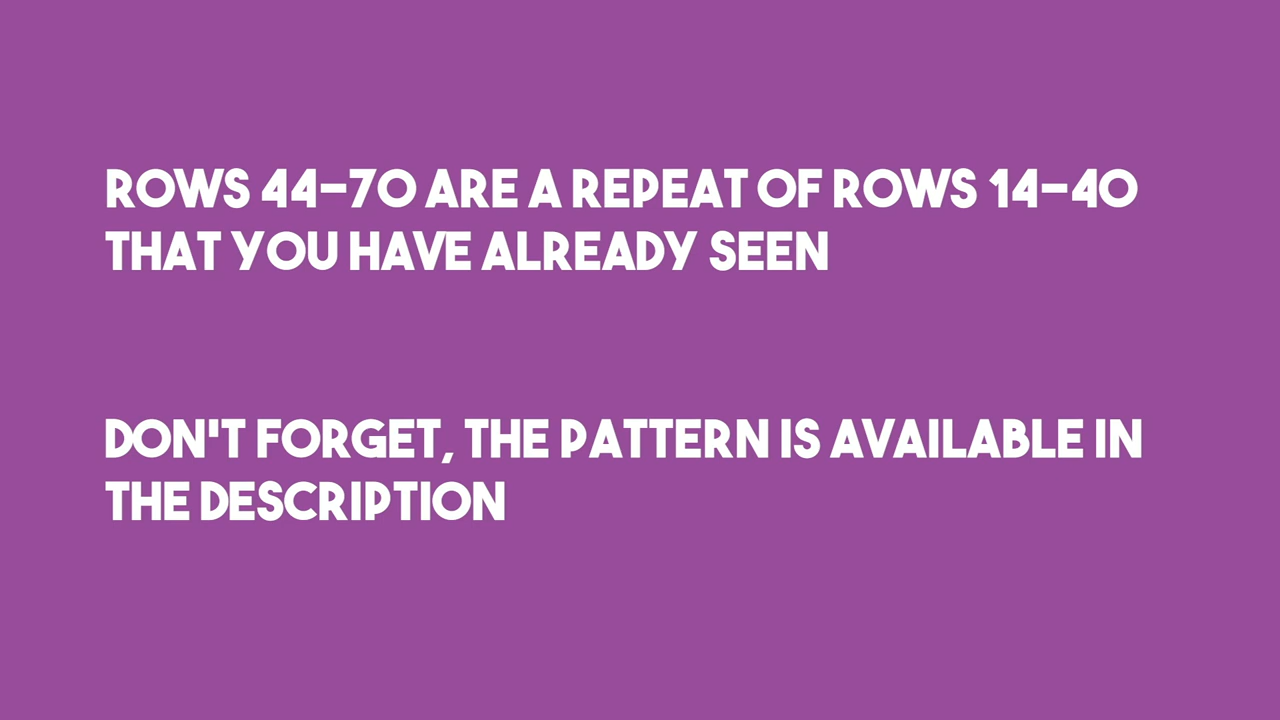 ROWS 44-70 ARE A REPEAT OF ROWS 14-40
THAT YOU HAVE ALREADY SEEN
DON'T FORGET, THE PATTERN IS AVAILABLE IN
THE DESCRIPTION